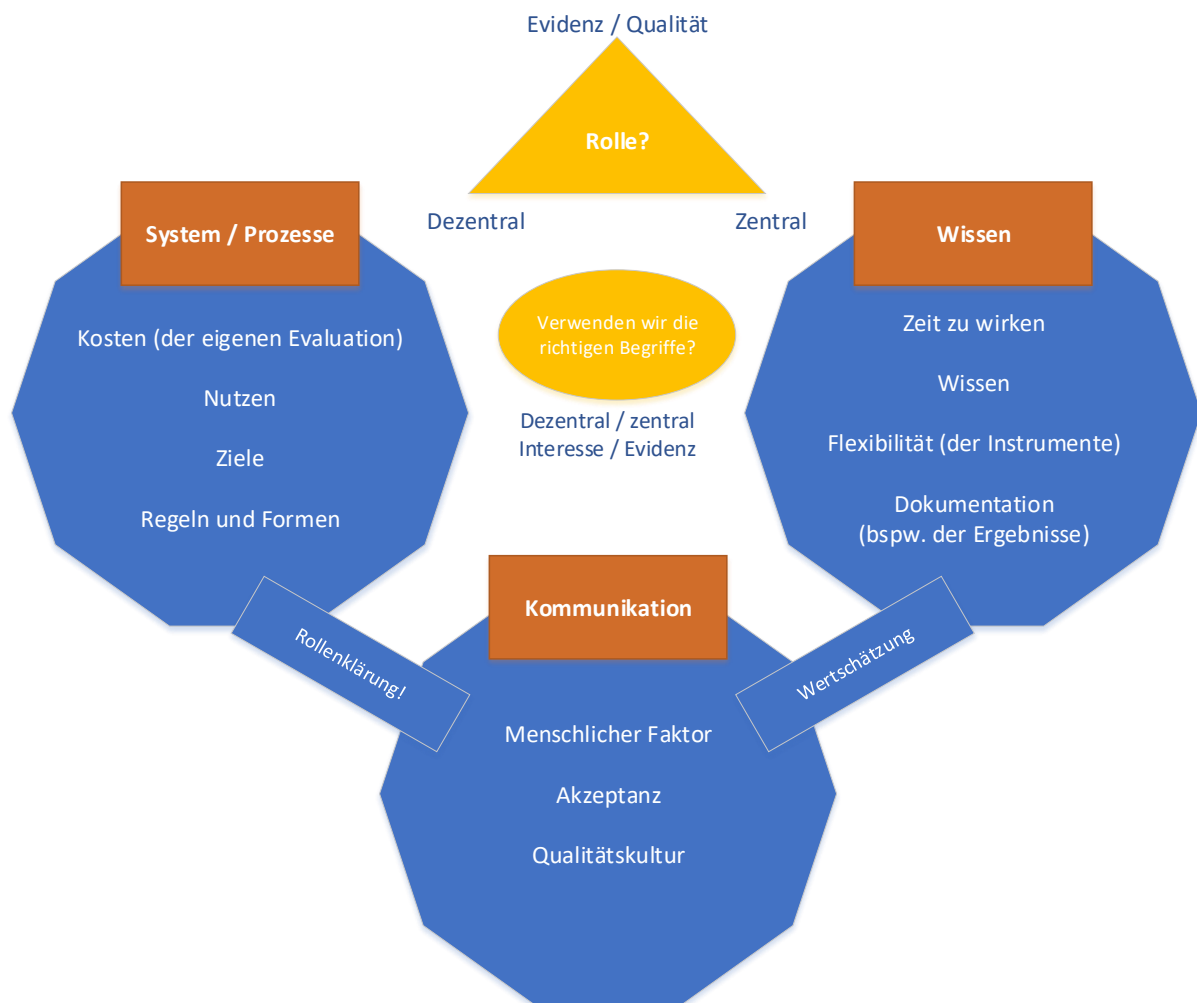 Evidenz / Qualität
Rolle?
Dezentral
Zentral
System / Prozesse
Kosten (der eigenen Evaluation)
Nutzen
Ziele
Regeln und Formen
Verwenden wir die
richtigen Begriffe?
Dezentral / zentral
Interesse / Evidenz
Wissen
Zeit zu wirken
Wissen
Flexibilität (der Instrumente)
Dokumentation
(bspw. der Ergebnisse)
Rollenklärung!
Wertschätzung
Kommunikation
Menschlicher Faktor
Akzeptanz
Qualitätskultur